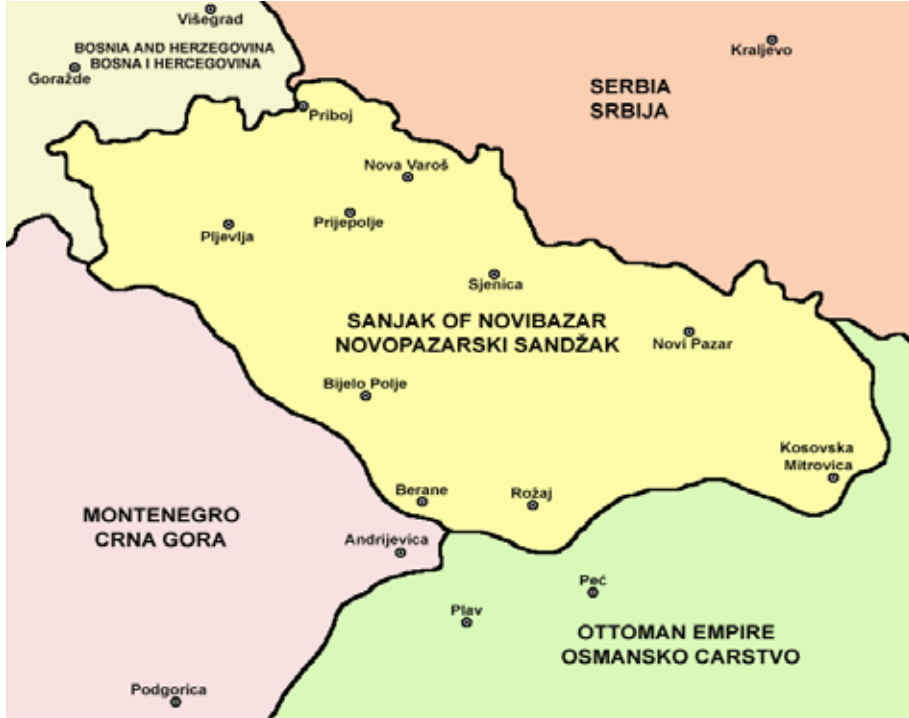 Višegrad
BOSNIA AND HERZEGOVINA
BOSNA I HERCEGOVINA
Goražde
Kraljevo
SERBIA
SRBIJA
Priboj
Nova Varoš
Prijepolje
Pljevlja
Sjenica
SANJAK OF NOVIBAZAR
NOVOPAZARSKI SANDŽAK
Novi Pazar
Bijelo Polje
Kosovska
Mitrovica
Berane
Rožaj
MONTENEGRO
CRNA GORA
Andrijevica
Peć
Plav
OTTOMAN EMPIRE
OSMANSKO CARSTVO
Podgorica